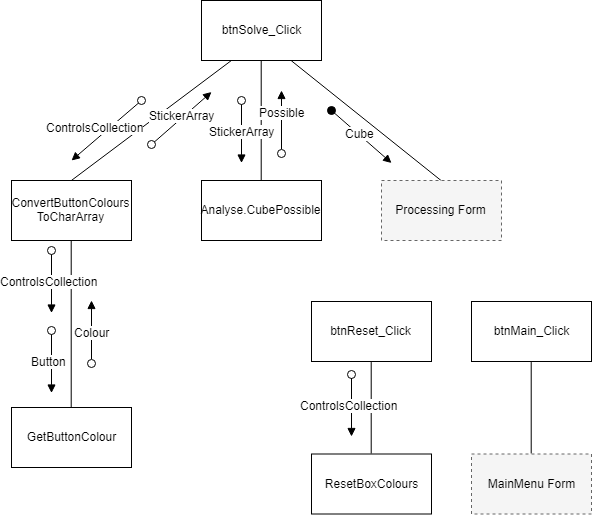 btnSolve_Click
ControlsCollection
StickerArray
StickerArray
Possible
Cube
ConvertButtonColours
ToCharArray
Analyse.CubePossible
Processing Form
ControlsCollection
Button
Colour
GetButtonColour
btnReset_Click
ControlsCollection
ResetBoxColours
btnMain_Click
MainMenu Form